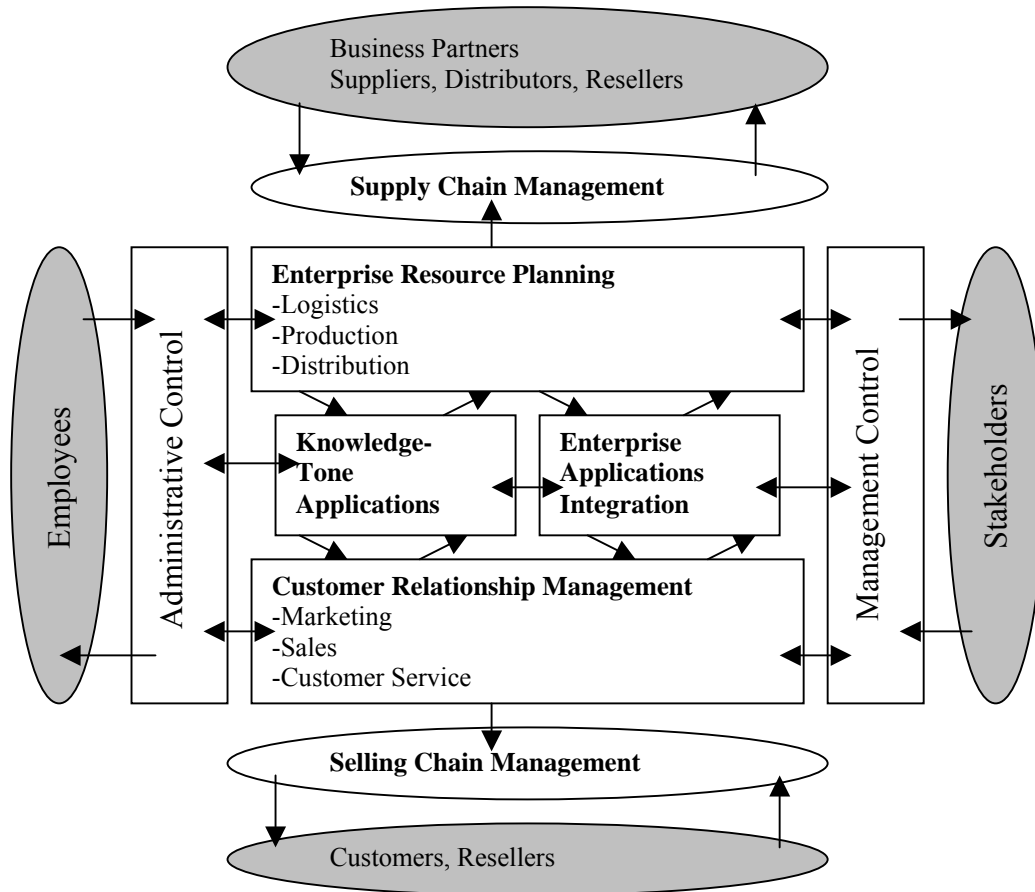 Business Partners
Suppliers, Distributors, Resellers
Supply Chain Management
Employees
Administrative Control
Enterprise Resource Planning
-Logistics
-Production
-Distribution
Knowledge-
Tone
Applications
Enterprise
Applications
Integration
Customer Relationship Management
-Marketing
-Sales
-Customer Service
Management Control
Stakeholders
Selling Chain Management
Customers, Resellers